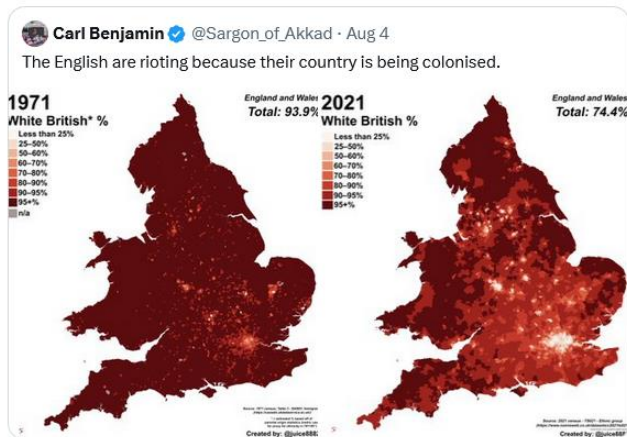 Carl Benjamin @Sargon_of_Akkad · Aug 4
The English are rioting because their country is being colonised.
1971
White British* %
Less than 25%
25-50%
50-60%
60-70%
70-80%
80-90%
90-95%
95+%
n/a
England and Wales
Total: 93.9%
2021
White British %
Less than 25%
25-50%
50-60%
60-70%
70-80%
80-90%
90-95%
95+%
England and Wales
Total: 74.4%
Created by:
Created by: